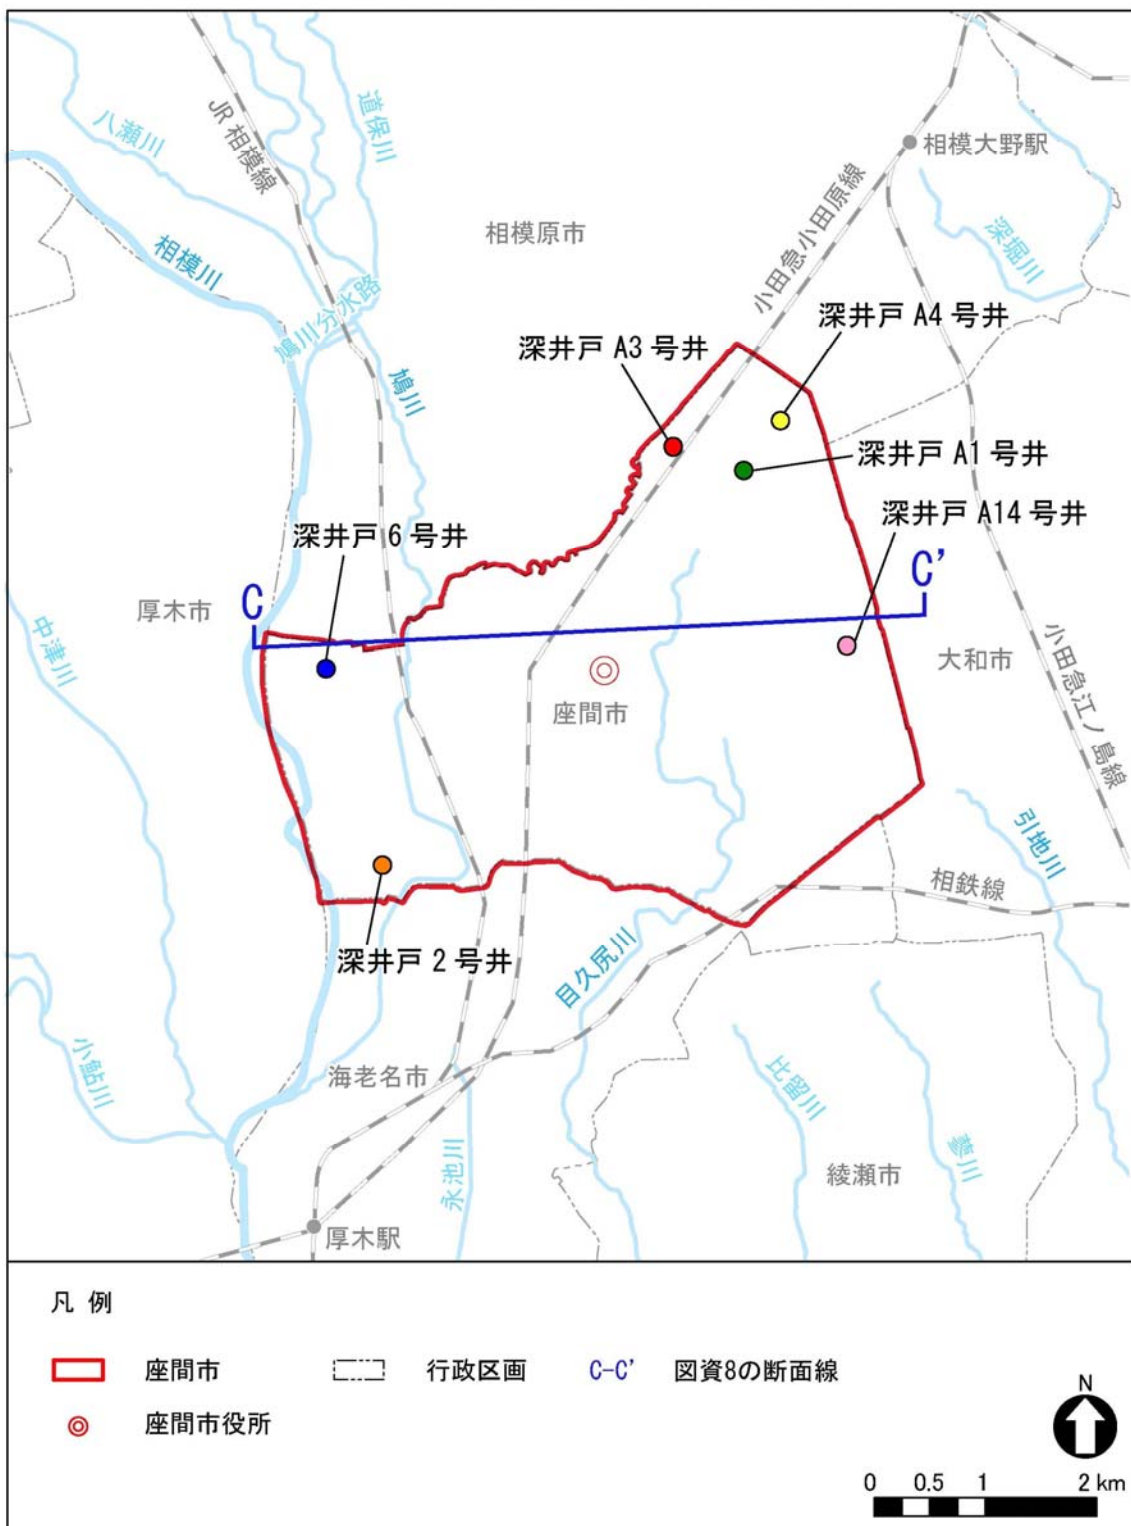 道保川
八瀬川
JR相模線
相模大野駅
小田急小田原線
相模原市
深堀川
相模川
鳩川分水路
深井戸 A4 号井
深井戸 A3 号井
鳩川
深井戸 A1 号井
深井戸 A14 号井
深井戸 6 号井
C'
C
厚木市
中津川
大和市
小田急江ノ島線
座間市
引地川
相鉄線
深井戸 2 号井
目久尻川
小鮎川
海老名市
比留川
永池川
蓼川
綾瀬市
厚木駅
凡 例
座間市
行政区画
C-C' 図資8の断面線
座間市役所
N
0 0.5 1 2 km